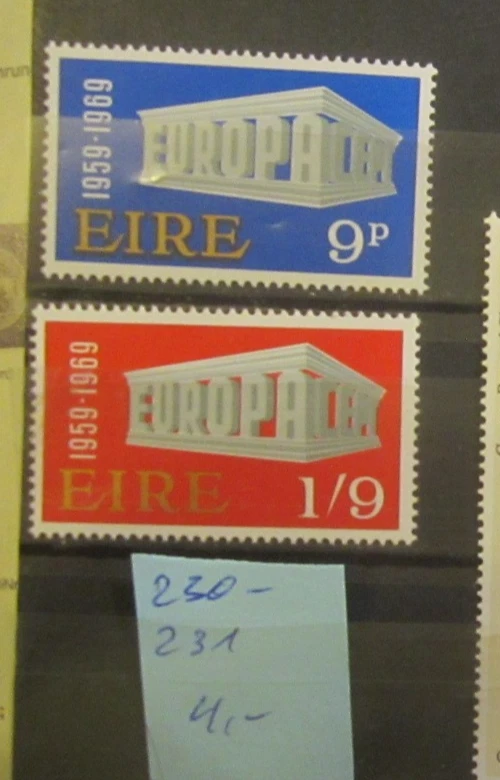 1959·1969
EUROPA CEPT
EIRE
9P
1959·1969
EUROPA CEPT
EIRE
1/9
230-
231
4,-